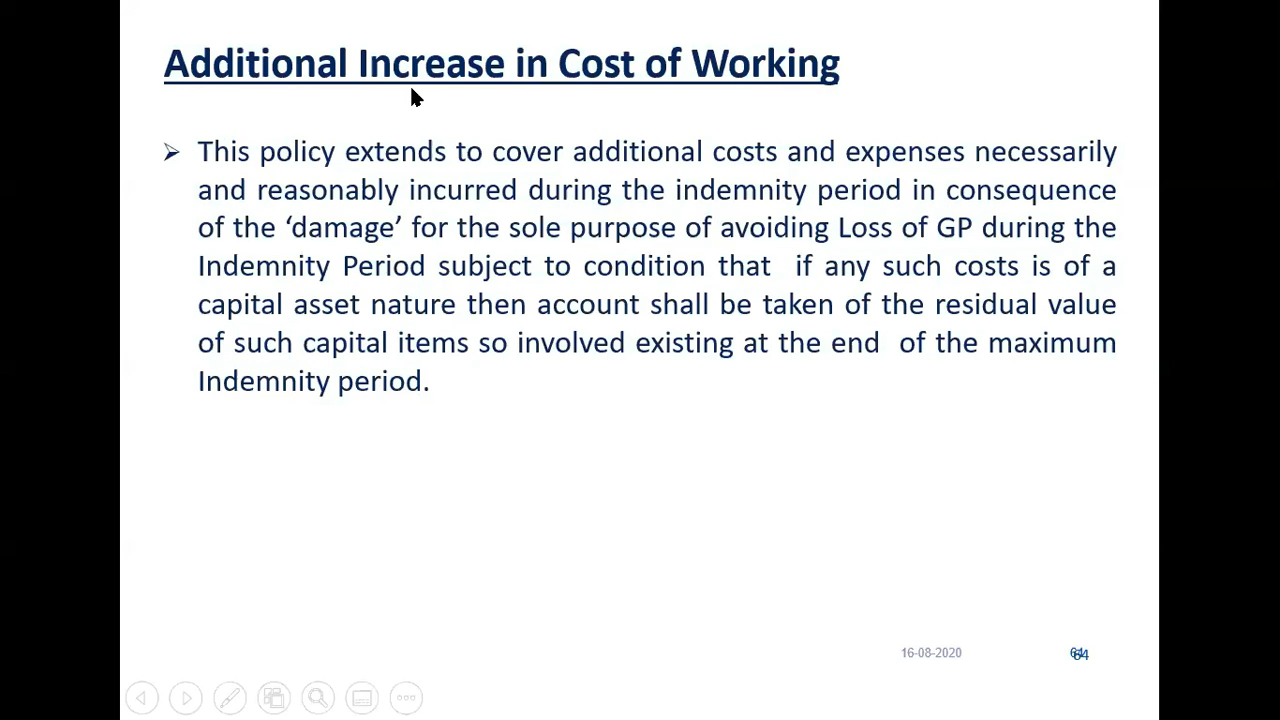 Additional Increase in Cost of Working
This policy extends to cover additional costs and expenses necessarily
and reasonably incurred during the indemnity period in consequence
of the ‘damage’ for the sole purpose of avoiding Loss of GP during the
Indemnity Period subject to condition that if any such costs is of a
capital asset nature then account shall be taken of the residual value
of such capital items so involved existing at the end of the maximum
Indemnity period.
16-08-2020
64